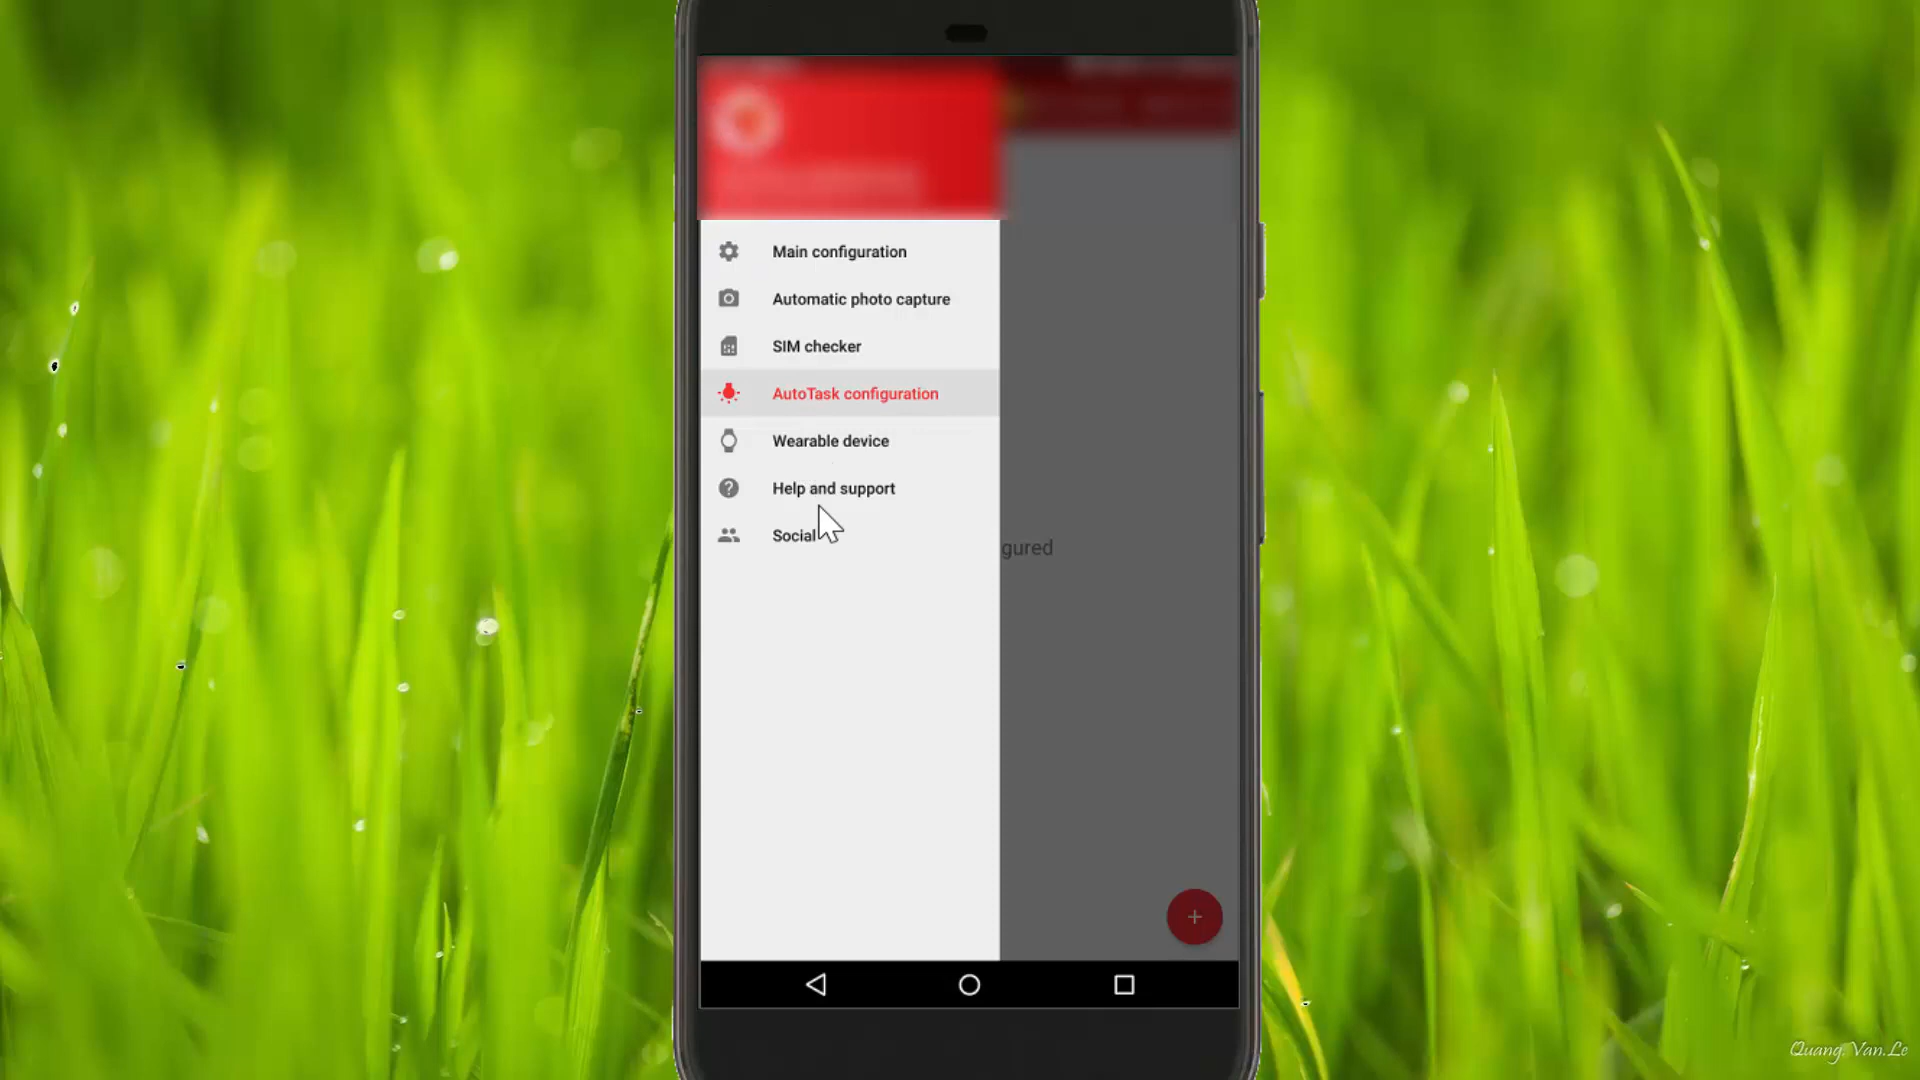 Main configuration
Automatic photo capture
SIM checker
AutoTask configuration
Wearable device
Help and support
Social
gured
Quang.Van.Le